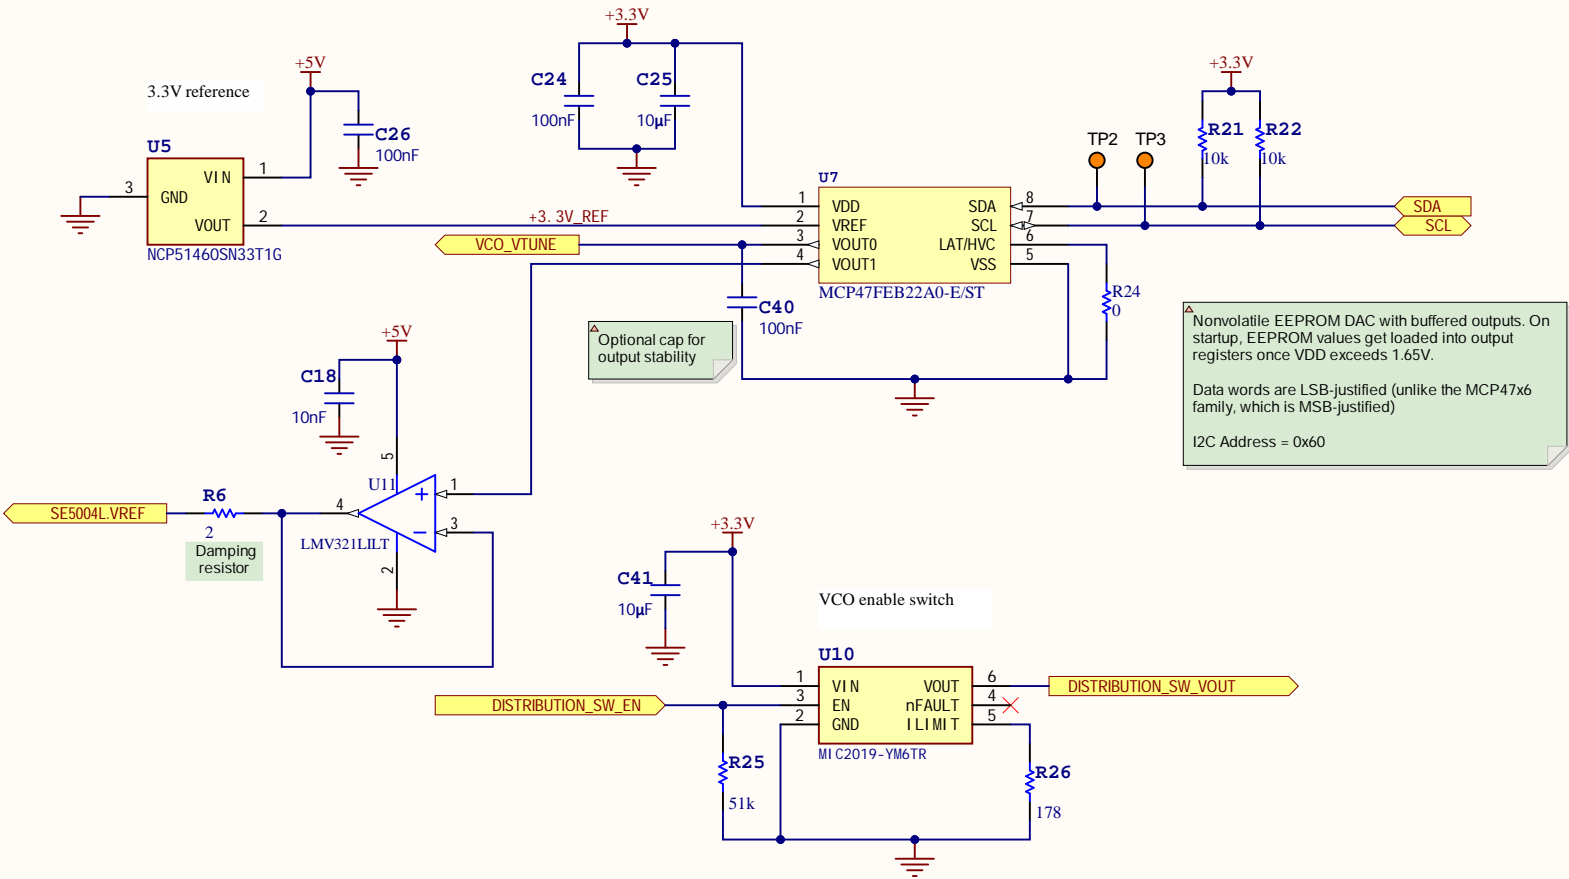 +3.3V
C24
100nF
C25
10µF
+5V
3.3V reference
C26
100nF
U5
VIN
1
3
GND
VOUT
2
NCP51460SN33T1G
+3.3V_REF
VCO_VTUNE
U7
1
VDD
2
VREF
3
VOUT0
4
VOUT1
SDA
8
SCL
7
LAT/HVC
6
VSS
5
MCP47FEB22A0-E/ST
TP2
TP3
+3.3V
R21
10k
R22
10k
SDA
SCL
R24
0
C40
100nF
Optional cap for
output stability
Nonvolatile EEPROM DAC with buffered outputs. On
startup, EEPROM values get loaded into output
registers once VDD exceeds 1.65V.
Data words are LSB-justified (unlike the MCP47x6
family, which is MSB-justified)
I2C Address = 0x60
+5V
C18
10nF
5
U11
+
1
-
3
4
2
LMV321LILT
SE5004L.VREF
R6
2
Damping
resistor
+3.3V
C41
10µF
VCO enable switch
U10
1
VIN
3
EN
2
GND
VOUT
6
nFAULT
4
ILIMIT
5
MIC2019-YM6TR
DISTRIBUTION_SW_EN
DISTRIBUTION_SW_VOUT
R25
51k
R26
178